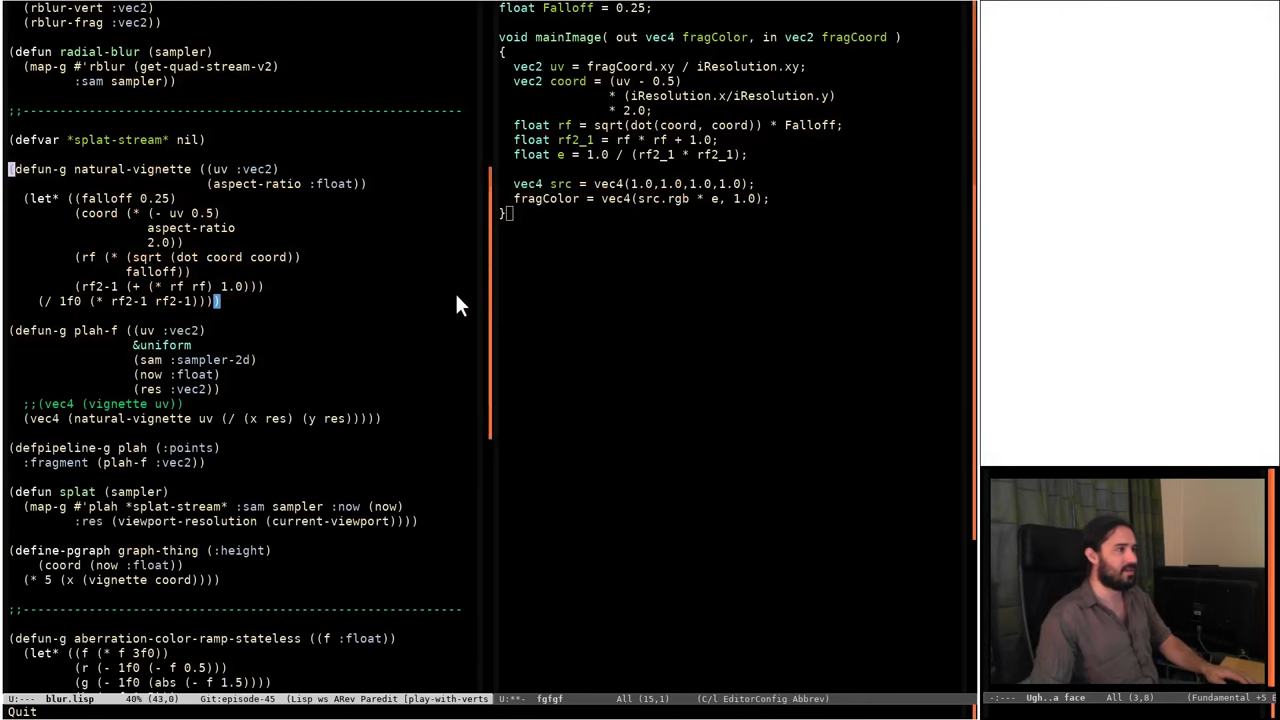 (rblur-vert :vec2)
(rblur-frag :vec2))
(defun radial-blur (sampler)
(map-g #'rblur (get-quad-stream-v2)
:sam sampler))
;;------------------------------------------------------------
(defvar *splat-stream* nil)
(defun-g natural-vignette ((uv :vec2)
(aspect-ratio :float))
(let* ((falloff 0.25)
(coord (* (- uv 0.5)
aspect-ratio
2.0))
(rf (* (sqrt (dot coord coord))
falloff))
(rf2-1 (+ (* rf rf) 1.0)))
(/ 1f0 (* rf2-1 rf2-1))))
(defun-g plah-f ((uv :vec2)
&uniform
(sam :sampler-2d)
(now :float)
(res :vec2))
;;(vec4 (vignette uv))
(vec4 (natural-vignette uv (/ (x res) (y res)))))
(defpipeline-g plah (:points)
:fragment (plah-f :vec2))
(defun splat (sampler)
(map-g #'plah *splat-stream* :sam sampler :now (now)
:res (viewport-resolution (current-viewport))))
(define-pgraph graph-thing (:height)
(coord (now :float))
(* 5 (x (vignette coord))))
;;------------------------------------------------------------
(defun-g aberration-color-ramp-stateless ((f :float))
(let* ((f (* f 3f0))
(r (- 1f0 (- f 0.5)))
(g (- 1f0 (abs (- f 1.5))))
U:--- blur.lisp 40% (43,0) Git:episode-45 (Lisp ws ARev Paredit [play-with-verts
Quit
float Falloff = 0.25;
void mainImage( out vec4 fragColor, in vec2 fragCoord )
{
vec2 uv = fragCoord.xy / iResolution.xy;
vec2 coord = (uv - 0.5)
* (iResolution.x/iResolution.y)
* 2.0;
float rf = sqrt(dot(coord, coord)) * Falloff;
float rf2_1 = rf * rf + 1.0;
float e = 1.0 / (rf2_1 * rf2_1);
vec4 src = vec4(1.0,1.0,1.0,1.0);
fragColor = vec4(src.rgb * e, 1.0);
}
U:**- fgfgf All (15,1) (C/l EditorConfig Abbrev)
-:--- Ugh..a face All (3,8) (Fundamental +5 E